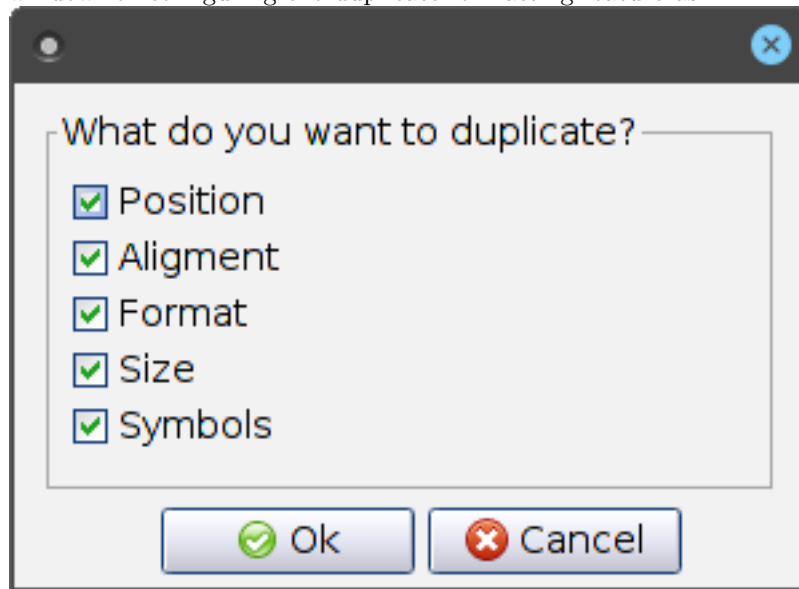 What do you want to duplicate?
Position
Aligment
Format
Size
Symbols
Ok Cancel